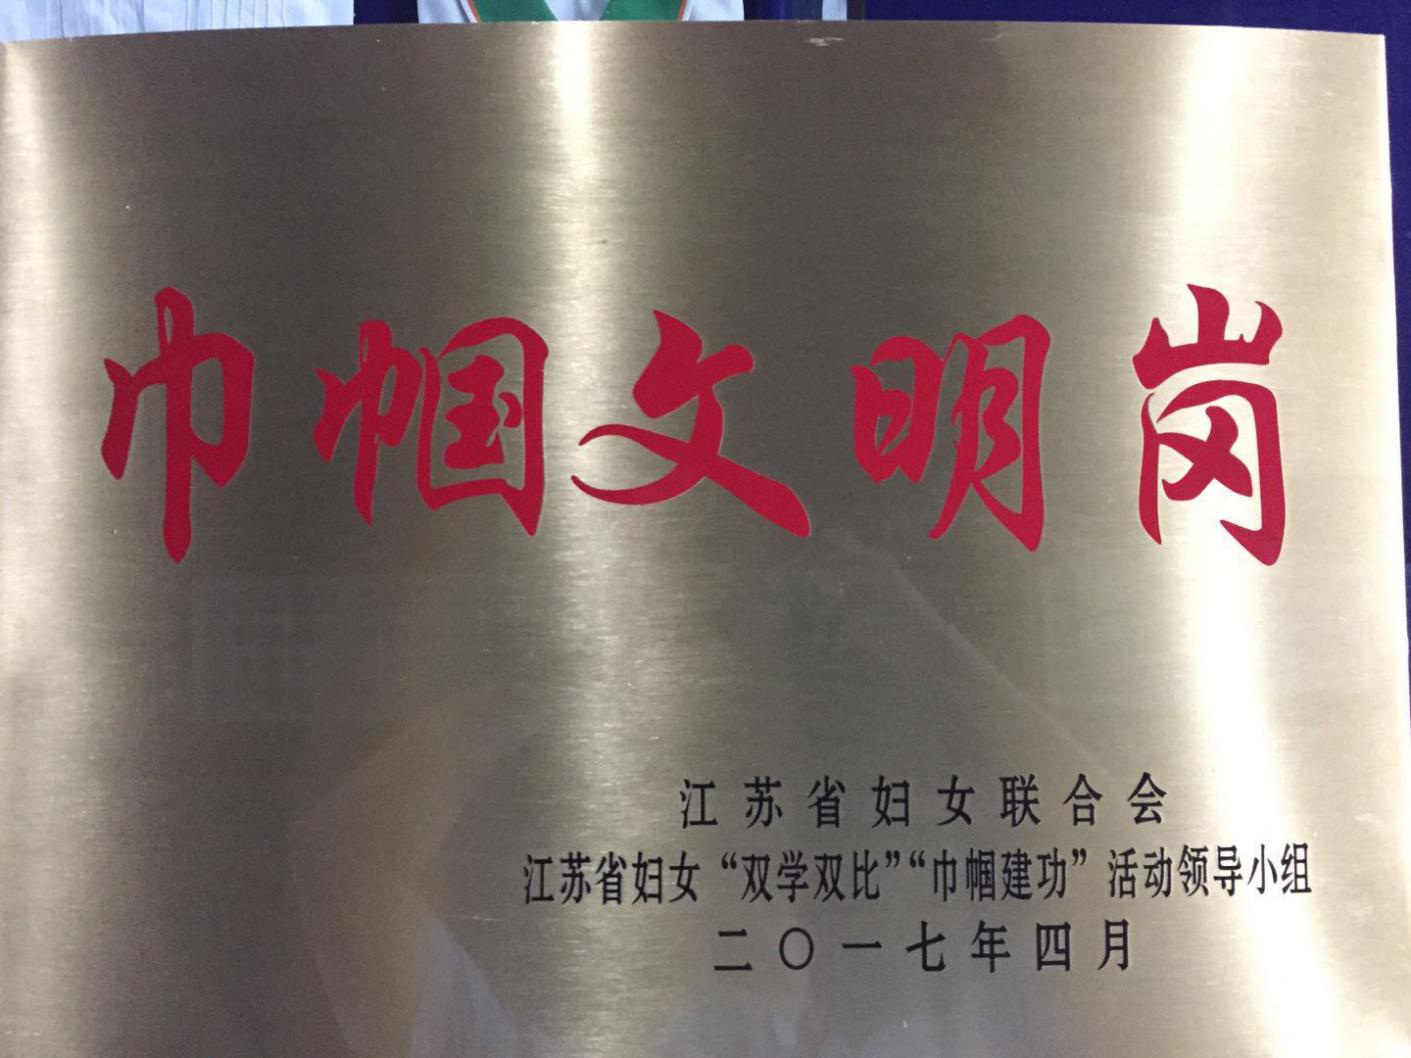 巾帼文明岗
江苏省妇女联合会
江苏省妇女“双学双比”“巾帼建功”活动领导小组
二〇一七年四月